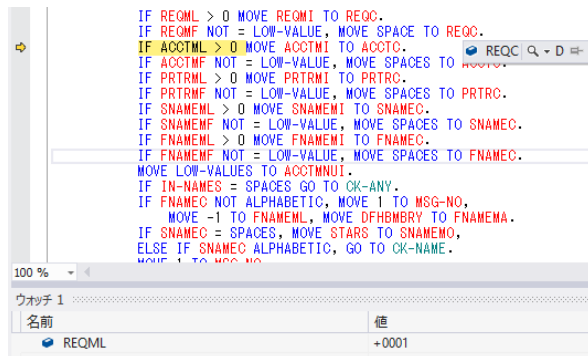 IF REQML > 0 MOVE REQMI TO REQC.
IF REQMF NOT = LOW-VALUE, MOVE SPACE TO REQC.
IF ACCTML > 0 MOVE ACCTMI TO ACCTC.
REQC D
IF ACCTMF NOT = LOW-VALUE, MOVE SPACES TO
IF PRTRML > 0 MOVE PRTRMI TO PRTRC.
IF PRTRMF NOT = LOW-VALUE, MOVE SPACES TO PRTRC.
IF SNAMEML > 0 MOVE SNAMEMI TO SNAMEC.
IF SNAMEMF NOT = LOW-VALUE, MOVE SPACES TO SNAMEC.
IF FNAMEML > 0 MOVE FNAMEMI TO FNAMEC.
IF FNAMEMF NOT = LOW-VALUE, MOVE SPACES TO FNAMEC.
MOVE LOW-VALUES TO ACCTMNUI.
IF IN-NAMES = SPACES GO TO CK-ANY.
IF FNAMEC NOT ALPHABETIC, MOVE 1 TO MSG-NO,
MOVE -1 TO FNAMEML, MOVE DFHBMBRY TO FNAMEMA.
IF SNAMEC = SPACES, MOVE STARS TO SNAMEMO,
ELSE IF SNAMEC ALPHABETIC, GO TO CK-NAME.
MOVE 1 TO MSG-NO
100 %
ウォッチ 1
名前 値
REQML +0001